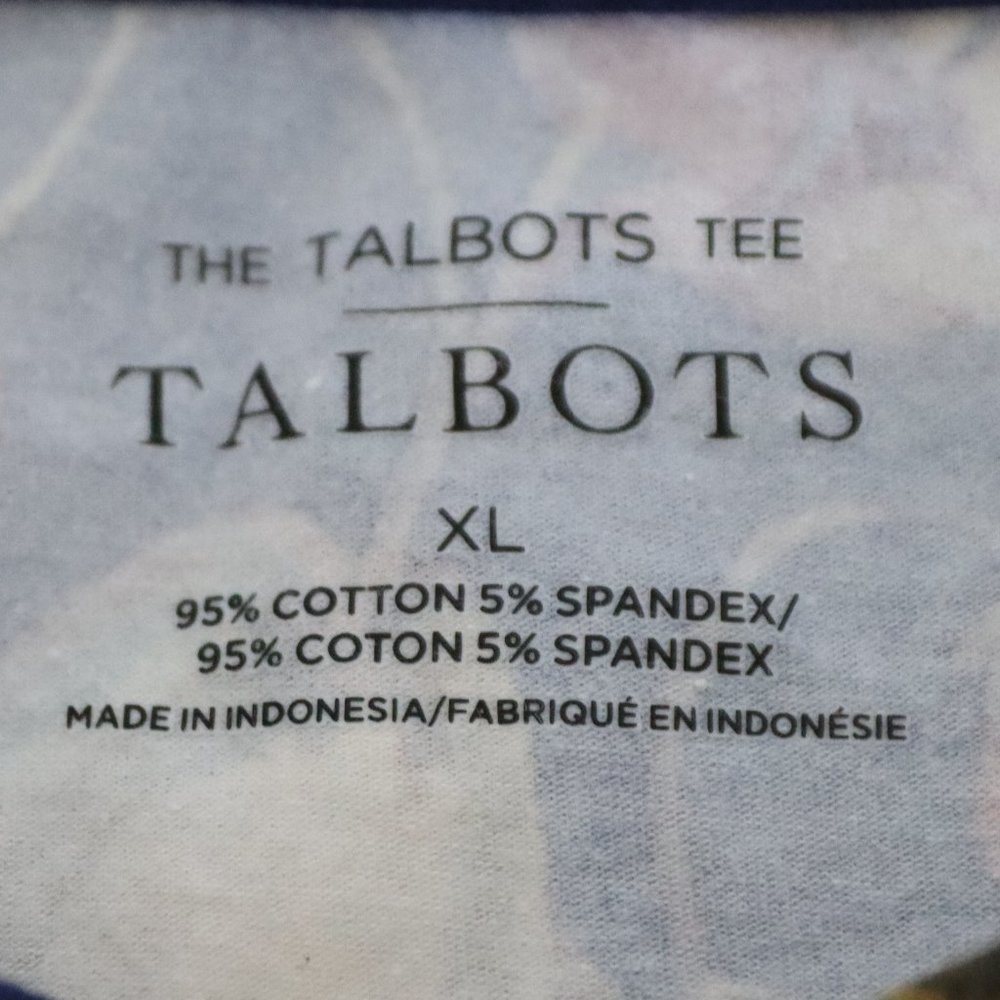 THE TALBOTS TEE
TALBOTS
XL
95% COTTON 5% SPANDEX/
95% COTON 5% SPANDEX
MADE IN INDONESIA/FABRIQUÉ EN INDONÉSIE